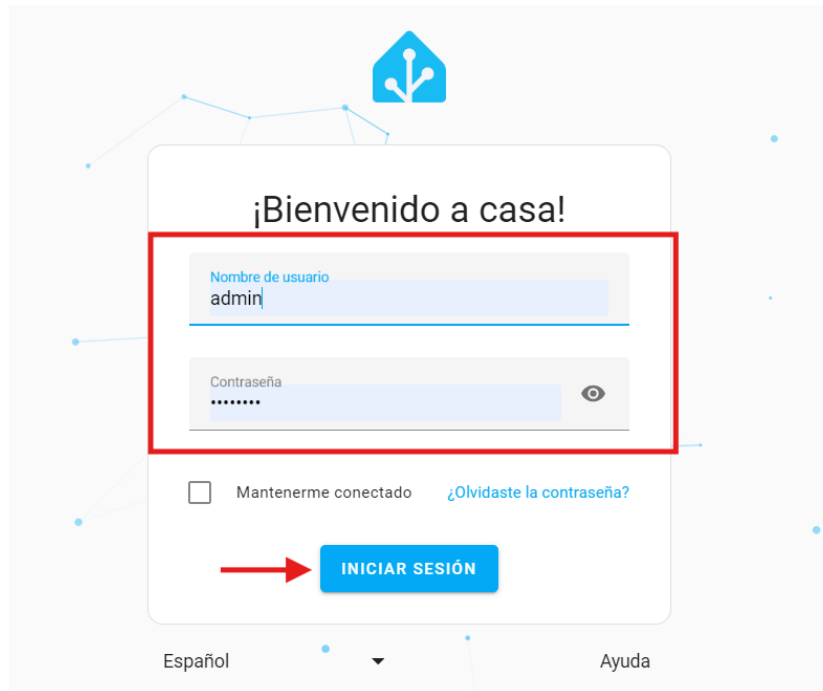 ¡Bienvenido a casa!
Nombre de usuario
admin
Contraseña
••••••••
Mantenerme conectado ¿Olvidaste la contraseña?
INICIAR SESIÓN
Español Ayuda